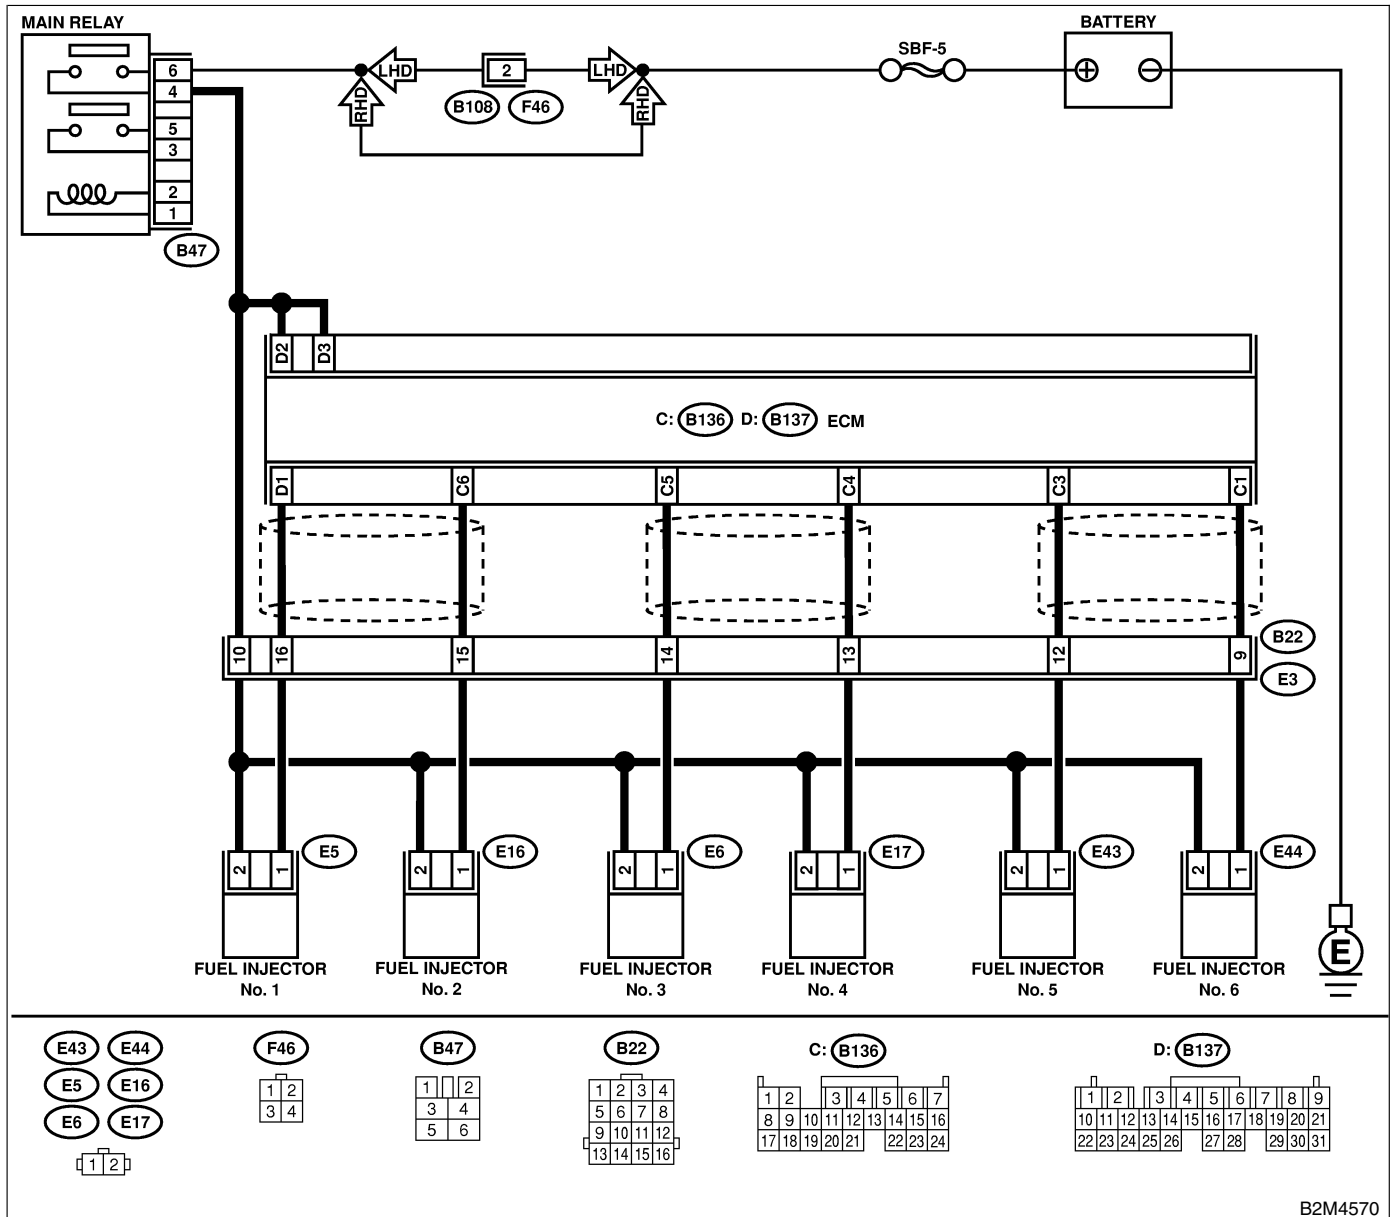 MAIN RELAY
BATTERY
SBF-5
6
4
5
3
2
1
B47
LHD
2
LHD
RHD
RHD
B108
F46
D2
D3
C: B136 D: B137 ECM
D1
C6
C5
C4
C3
C1
10
16
15
14
13
12
9
B22
E3
2
1
E5
2
1
E16
2
1
E6
2
1
E17
2
1
E43
2
1
E44
E
FUEL INJECTOR
No. 1
FUEL INJECTOR
No. 2
FUEL INJECTOR
No. 3
FUEL INJECTOR
No. 4
FUEL INJECTOR
No. 5
FUEL INJECTOR
No. 6
E43 E44
E5 E16
E6 E17
1 2
F46
1 2
3 4
B47
1 2
3 4
5 6
B22
1 2 3 4
5 6 7 8
9 10 11 12
13 14 15 16
C: B136
1 2 3 4 5 6 7
8 9 10 11 12 13 14 15 16
17 18 19 20 21 22 23 24
D: B137
1 2 3 4 5 6 7 8 9
10 11 12 13 14 15 16 17 18 19 20 21
22 23 24 25 26 27 28 29 30 31
B2M4570